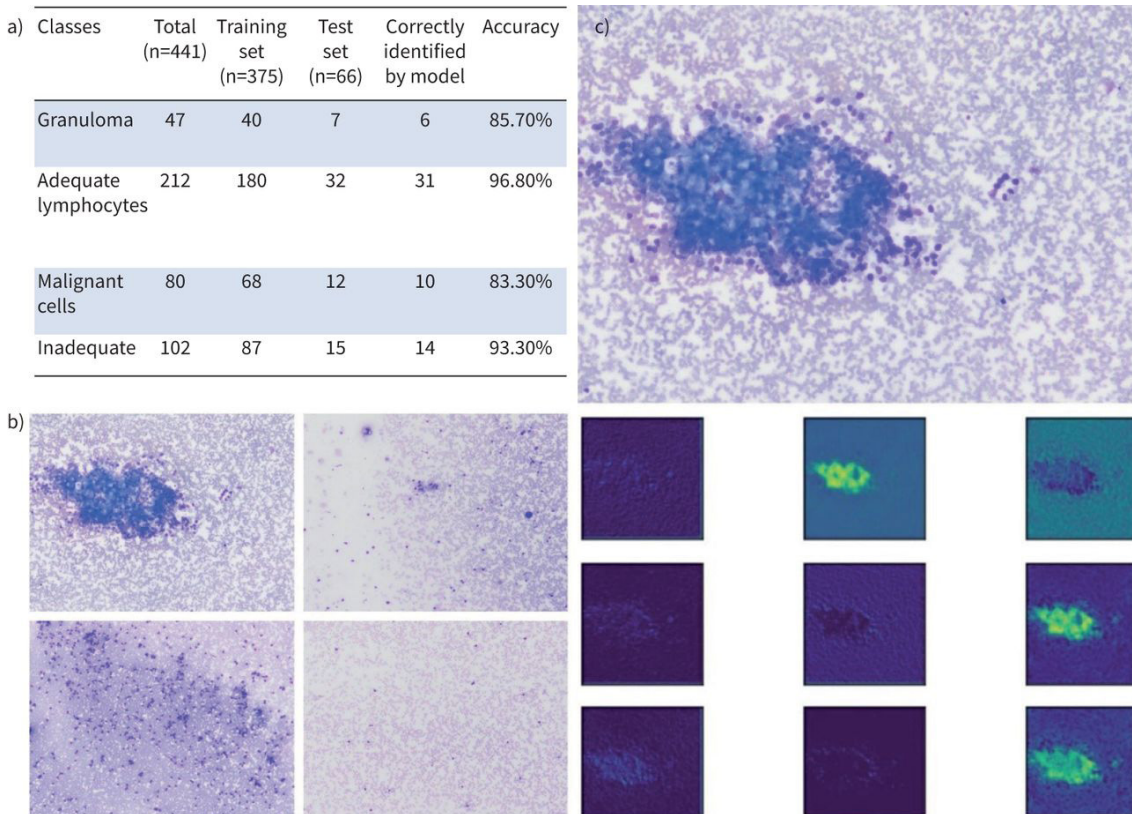 a)
Classes Total Training Test Correctly Accuracy
(n=441) set set identified
(n=375) (n=66) by model
Granuloma 47 40 7 6 85.70%
Adequate 212 180 32 31 96.80%
lymphocytes
Malignant 80 68 12 10 83.30%
cells
Inadequate 102 87 15 14 93.30%
b)
c)